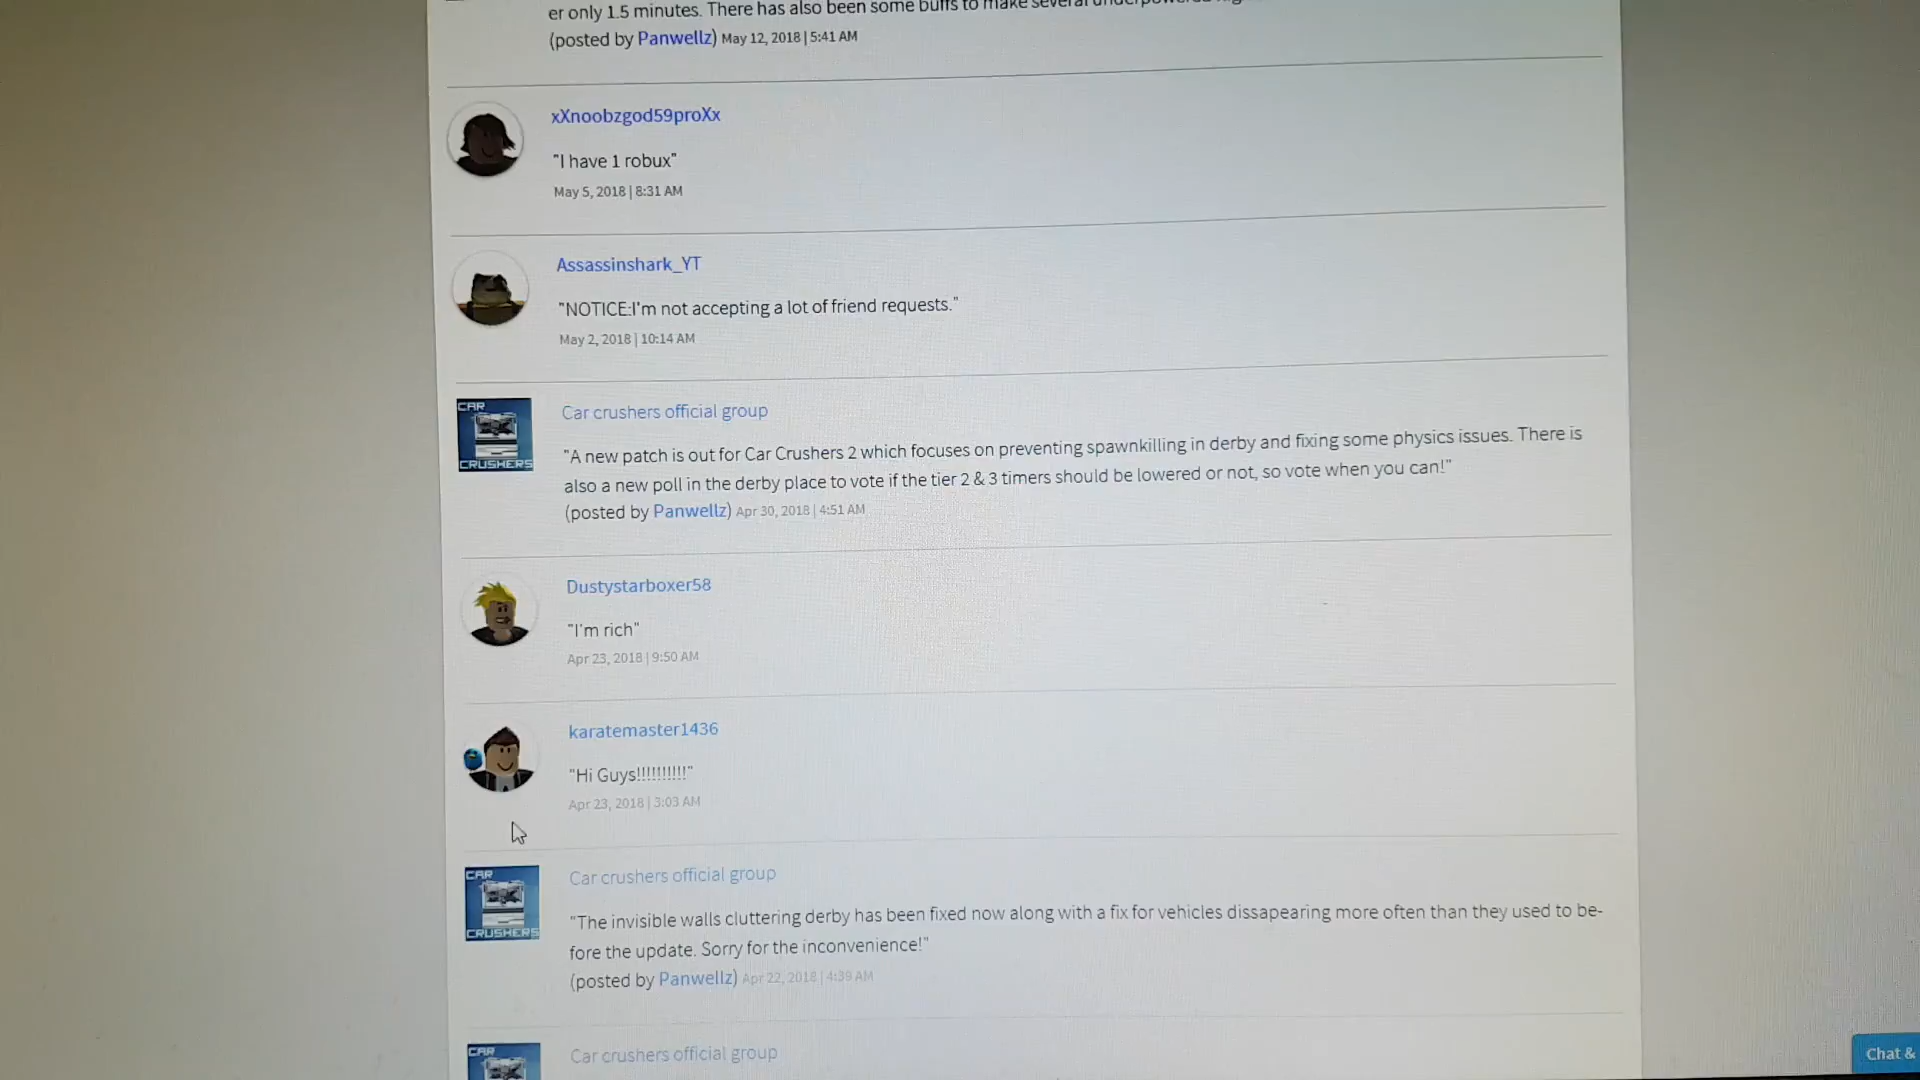 er only 1.5 minutes. There has also been some buffs to make several
(posted by Panwellz) May 12, 2018 | 5:41 AM
xXnoobzgod59proXx
"I have 1 robux"
May 5, 2018 | 8:31 AM
Assassinshark_YT
"NOTICE:I'm not accepting a lot of friend requests."
May 2, 2018 | 10:14 AM
CAR
CRUSHERS
Car crushers official group
"A new patch is out for Car Crushers 2 which focuses on preventing spawnkilling in derby and fixing some physics issues. There is
also a new poll in the derby place to vote if the tier 2 & 3 timers should be lowered or not, so vote when you can!"
(posted by Panwellz) Apr 30, 2018 | 4:51 AM
Dustystarboxer58
"I'm rich"
Apr 23, 2018 | 9:50 AM
karatemaster1436
"Hi Guys!!!!!!!!!!"
Apr 23, 2018 | 3:03 AM
CAR
CRUSHERS
Car crushers official group
"The invisible walls cluttering derby has been fixed now along with a fix for vehicles dissapearing more often than they used to be-
fore the update. Sorry for the inconvenience!"
(posted by Panwellz) Apr 22, 2018 | 4:39 AM
CAR
Car crushers official group
Chat &